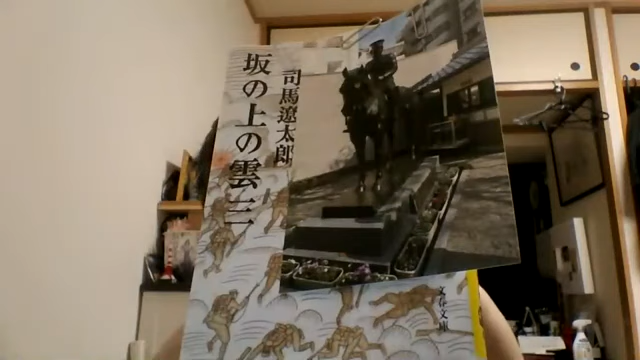 坂の上の雲 三
司馬遼太郎
文春文庫